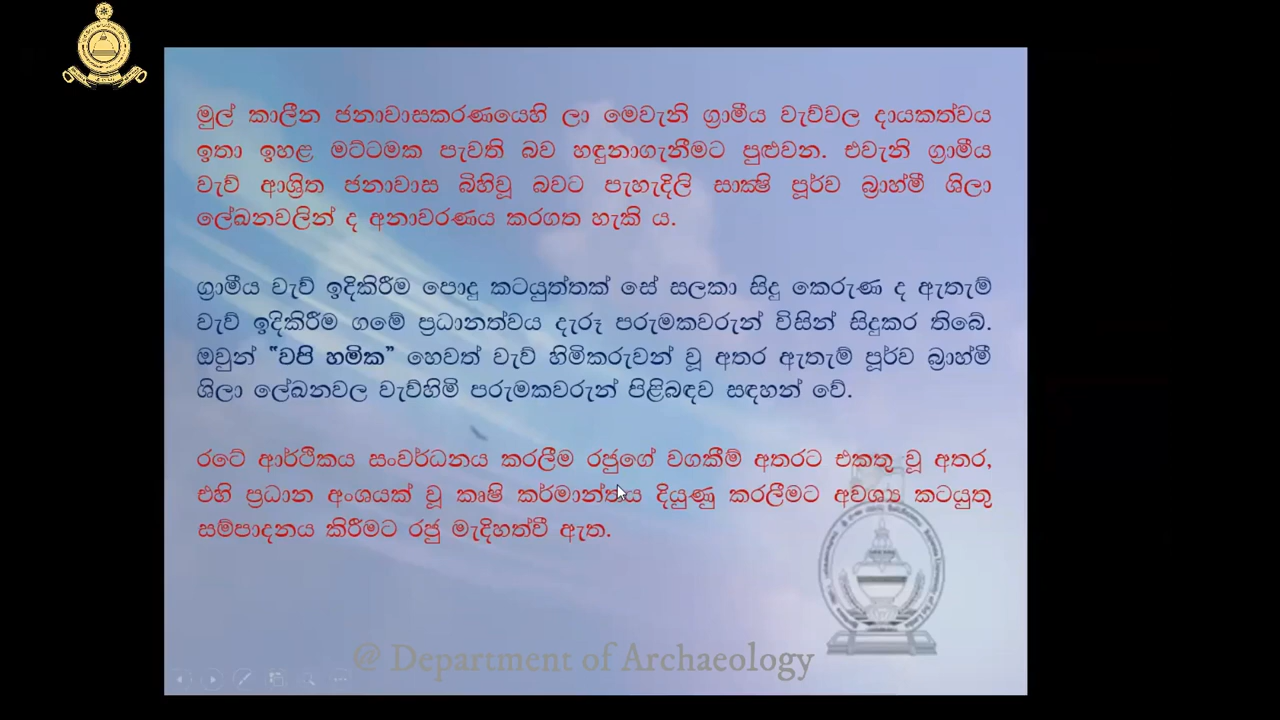 මුල් කාලීන ජනාවාසකරණයෙහි ලා මෙවැනි ග්‍රාමීය වැව්වල දායකත්වය
ඉතා ඉහළ මට්ටමක පැවති බව හඳුනාගැනීමට පුළුවන. එවැනි ග්‍රාමීය
වැව් ආශ්‍රිත ජනාවාස බිහිවූ බවට පැහැදිලි සාක්‍ෂි පූර්ව බ්‍රාහ්මී ශිලා
ලේඛනවලින් ද අනාවරණය කරගත හැකි ය.
ග්‍රාමීය වැව් ඉදිකිරීම පොදු කටයුත්තක් සේ සලකා සිදු කෙරුණ ද ඇතැම්
වැව් ඉදිකිරීම ගමේ ප්‍රධානත්වය දැරූ පරුමකවරුන් විසින් සිදුකර තිබේ.
ඔවුන් “වපි හමික” හෙවත් වැව් හිමිකරුවන් වූ අතර ඇතැම් පූර්ව බ්‍රාහ්මී
ශිලා ලේඛනවල වැව්හිමි පරුමකවරුන් පිළිබඳව සඳහන් වේ.
රටේ ආර්ථිකය සංවර්ධනය කරලීම රජුගේ වගකීම් අතරට එකතු වූ අතර,
එහි ප්‍රධාන අංශයක් වූ කෘෂි කර්මාන්තය දියුණු කරලීමට අවශ්‍ය කටයුතු
සම්පාදනය කිරීමට රජු මැදිහත්වී ඇත.
@ Department of Archaeology